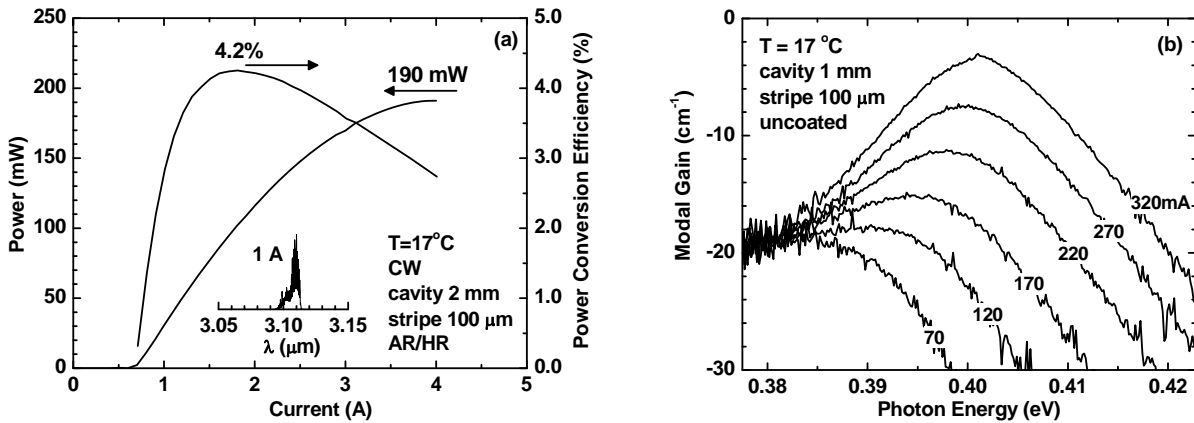 (a)
4.2%
190 mW
250
200
150
100
50
0
Power (mW)
5.0
4.0
3.0
2.0
1.0
0.0
Power Conversion Efficiency (%)
1 A
3.05 3.10 3.15
λ (μm)
T=17°C
CW
cavity 2 mm
stripe 100 μm
AR/HR
0 1 2 3 4 5
Current (A)
(b)
T = 17 °C
cavity 1 mm
stripe 100 μm
uncoated
0
-10
-20
-30
Modal Gain (cm⁻¹)
320mA
270
220
170
120
70
0.38 0.39 0.40 0.41 0.42
Photon Energy (eV)